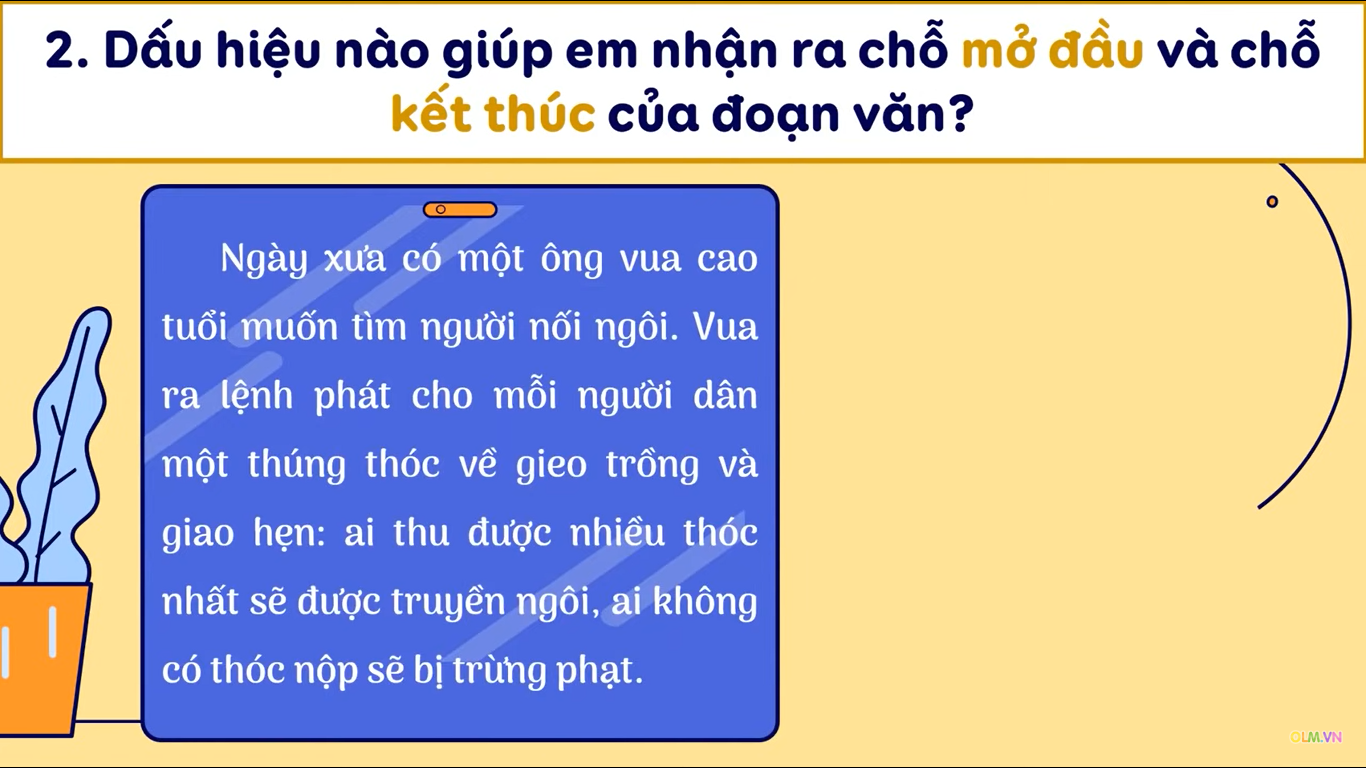 2. Dấu hiệu nào giúp em nhận ra chỗ mở đầu và chỗ
kết thúc của đoạn văn?
Ngày xưa có một ông vua cao
tuổi muốn tìm người nối ngôi. Vua
ra lệnh phát cho mỗi người dân
một thúng thóc về gieo trồng và
giao hẹn: ai thu được nhiều thóc
nhất sẽ được truyền ngôi, ai không
có thóc nộp sẽ bị trừng phạt.
OLM.VN